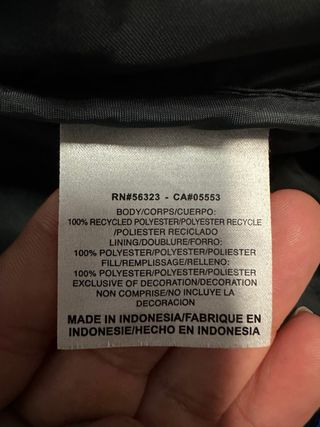 RN#56323 - CA#05553
BODY/CORPS/CUERPO:
100% RECYCLED POLYESTER/POLYESTER RECYCLE
/POLIESTER RECICLADO
LINING/DOUBLURE/FORRO:
100% POLYESTER/POLYESTER/POLIESTER
FILL/REMPLISSAGE/RELLENO:
100% POLYESTER/POLYESTER/POLIESTER
EXCLUSIVE OF DECORATION/DECORATION
NON COMPRISE/NO INCLUYE LA
DECORACION
MADE IN INDONESIA/FABRIQUE EN
INDONESIE/HECHO EN INDONESIA